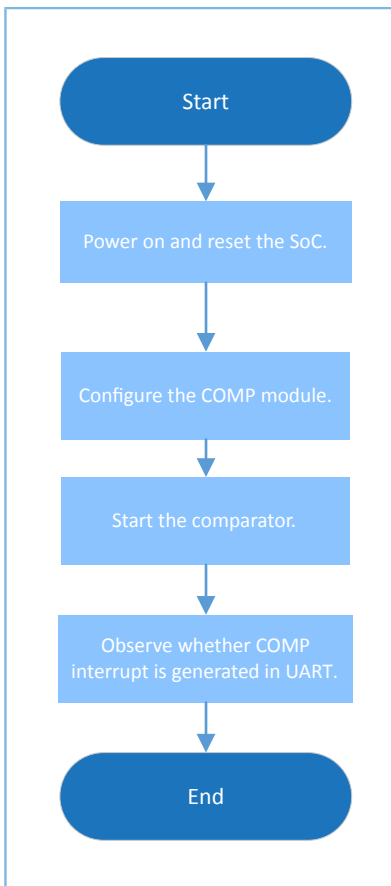 Start
Power on and reset the SoC.
Configure the COMP module.
Start the comparator.
Observe whether COMP
interrupt is generated in UART.
End